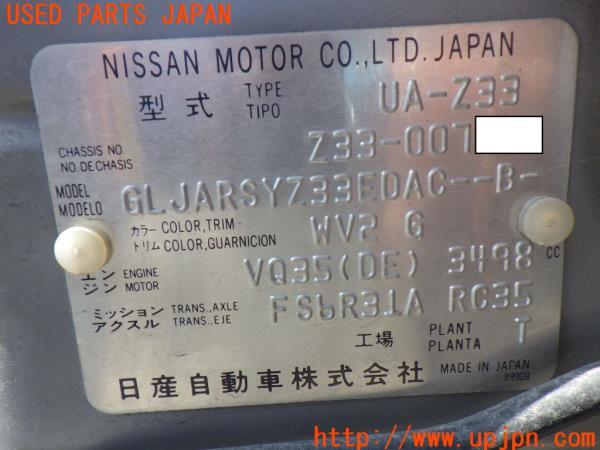 USED PARTS JAPAN
NISSAN MOTOR CO.,LTD. JAPAN
型式 TYPE TIPO UA-Z33
CHASSIS NO NO DE CHASIS Z33-007
MODEL MODELO GLJARSYZ33EDAC--B-
カラー COLOR,TRIM トリム COLOR,GUARNICION WV2 G
エンジン ENGINE MOTOR VQ35(DE) 3498 CC
ミッション TRANS.,AXLE アクスル TRANS.,EJE FS6R31A RC35
工場 PLANT PLANTA T
日産自動車株式会社 MADE IN JAPAN
89909
UPJ http://www.upjpn.com